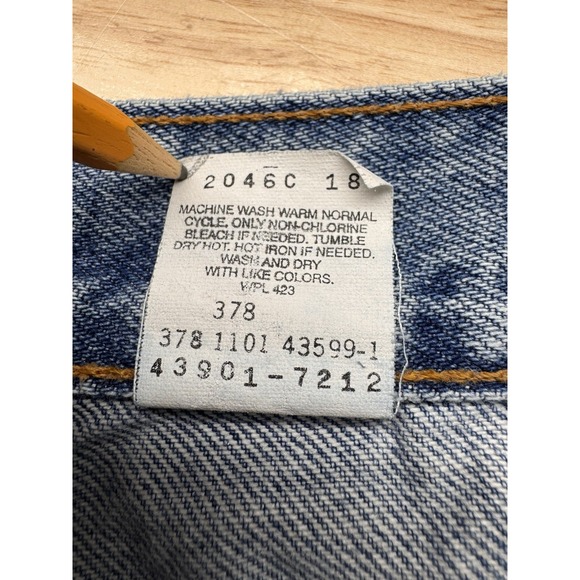 2046C 18
MACHINE WASH WARM NORMAL
CYCLE. ONLY NON-CHLORINE
BLEACH IF NEEDED. TUMBLE
DRY HOT. HOT IRON IF NEEDED.
WASH AND DRY
WITH LIKE COLORS.
WPL 423
378
378 1101 43599-1
43901-7212